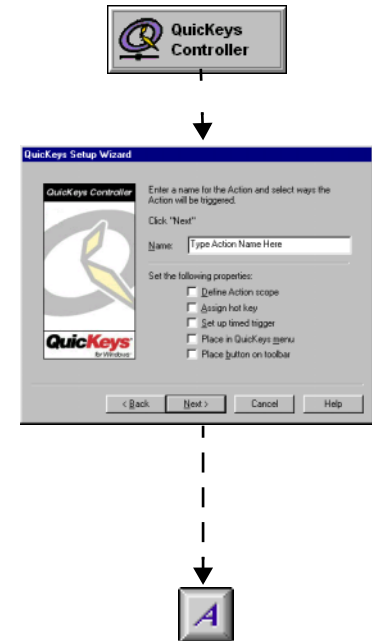 QuicKeys
Controller
QuicKeys Setup Wizard
QuicKeys Controller
Enter a name for the Action and select ways the
Action will be triggered.
Click "Next"
Name: Type Action Name Here
Set the following properties:
Define Action scope
Assign hot key
Set up timed trigger
Place in QuicKeys menu
Place button on toolbar
QuicKeys
for Windows
< Back Next > Cancel Help
A